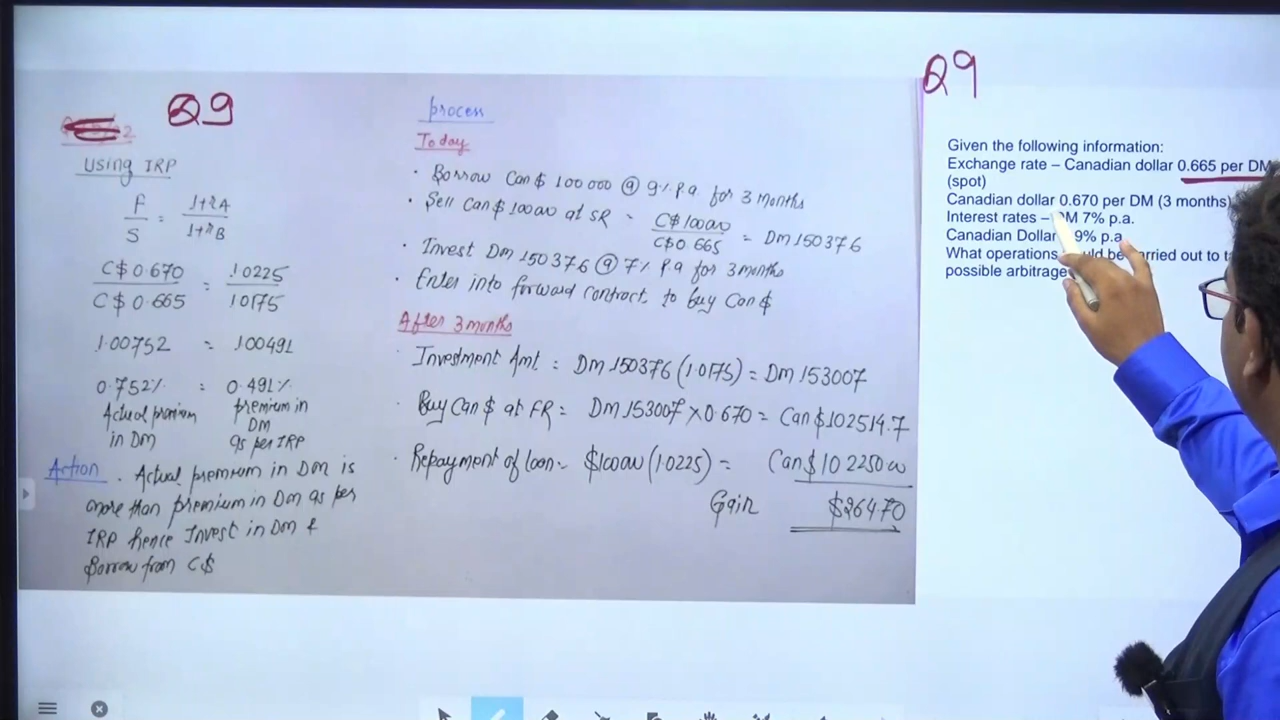 Q9
Using IRP
F/S = 1+rA/1+rB
C$ 0.670/C$ 0.665 = 1.0225/1.0175
1.00752 = 1.00491
0.752% = 0.491%
Actual premium in DM
premium in DM as per IRP
Action . Actual premium in DM is
more than premium in DM as per
IRP hence Invest in DM &
Borrow from C$
process
Today
· Borrow Can$ 100000 @ 9% P.a for 3 months
· Sell Can$ 100000 at SR = C$100000/C$0.665 = DM 150376
· Invest DM 150376 @ 7% P.a for 3 months
· Enter into forward contract to buy Can$
After 3 months
· Investment Amt. = DM 150376 (1.0175) = DM 153007
· Buy Can$ at FR = DM 153007 × 0.670 = Can$ 102514.7
· Repayment of loan = $100000 (1.0225) = Can$ 102250.00
Gain $264.70
Q9
Given the following information:
Exchange rate – Canadian dollar 0.665 per DM
(spot)
Canadian dollar 0.670 per DM (3 months)
Interest rates – DM 7% p.a.
Canadian Dollar 9% p.a
What operations be carried out to
possible arbitrage